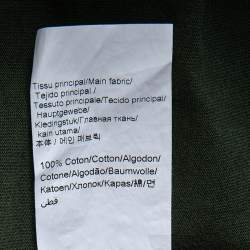 Tissu principal/Main fabric/
Tejido principal /
Tessuto principale/Tecido principal/
Hauptgewebe/
Kledingstuk/Главная ткань/
kain utama/
本体 / 메인 패브릭
100% Coton/Cotton/Algodon/
Cotone/Algodão/Baumwolle/
Katoen/Хлопок/Kapas/綿/면
قطن